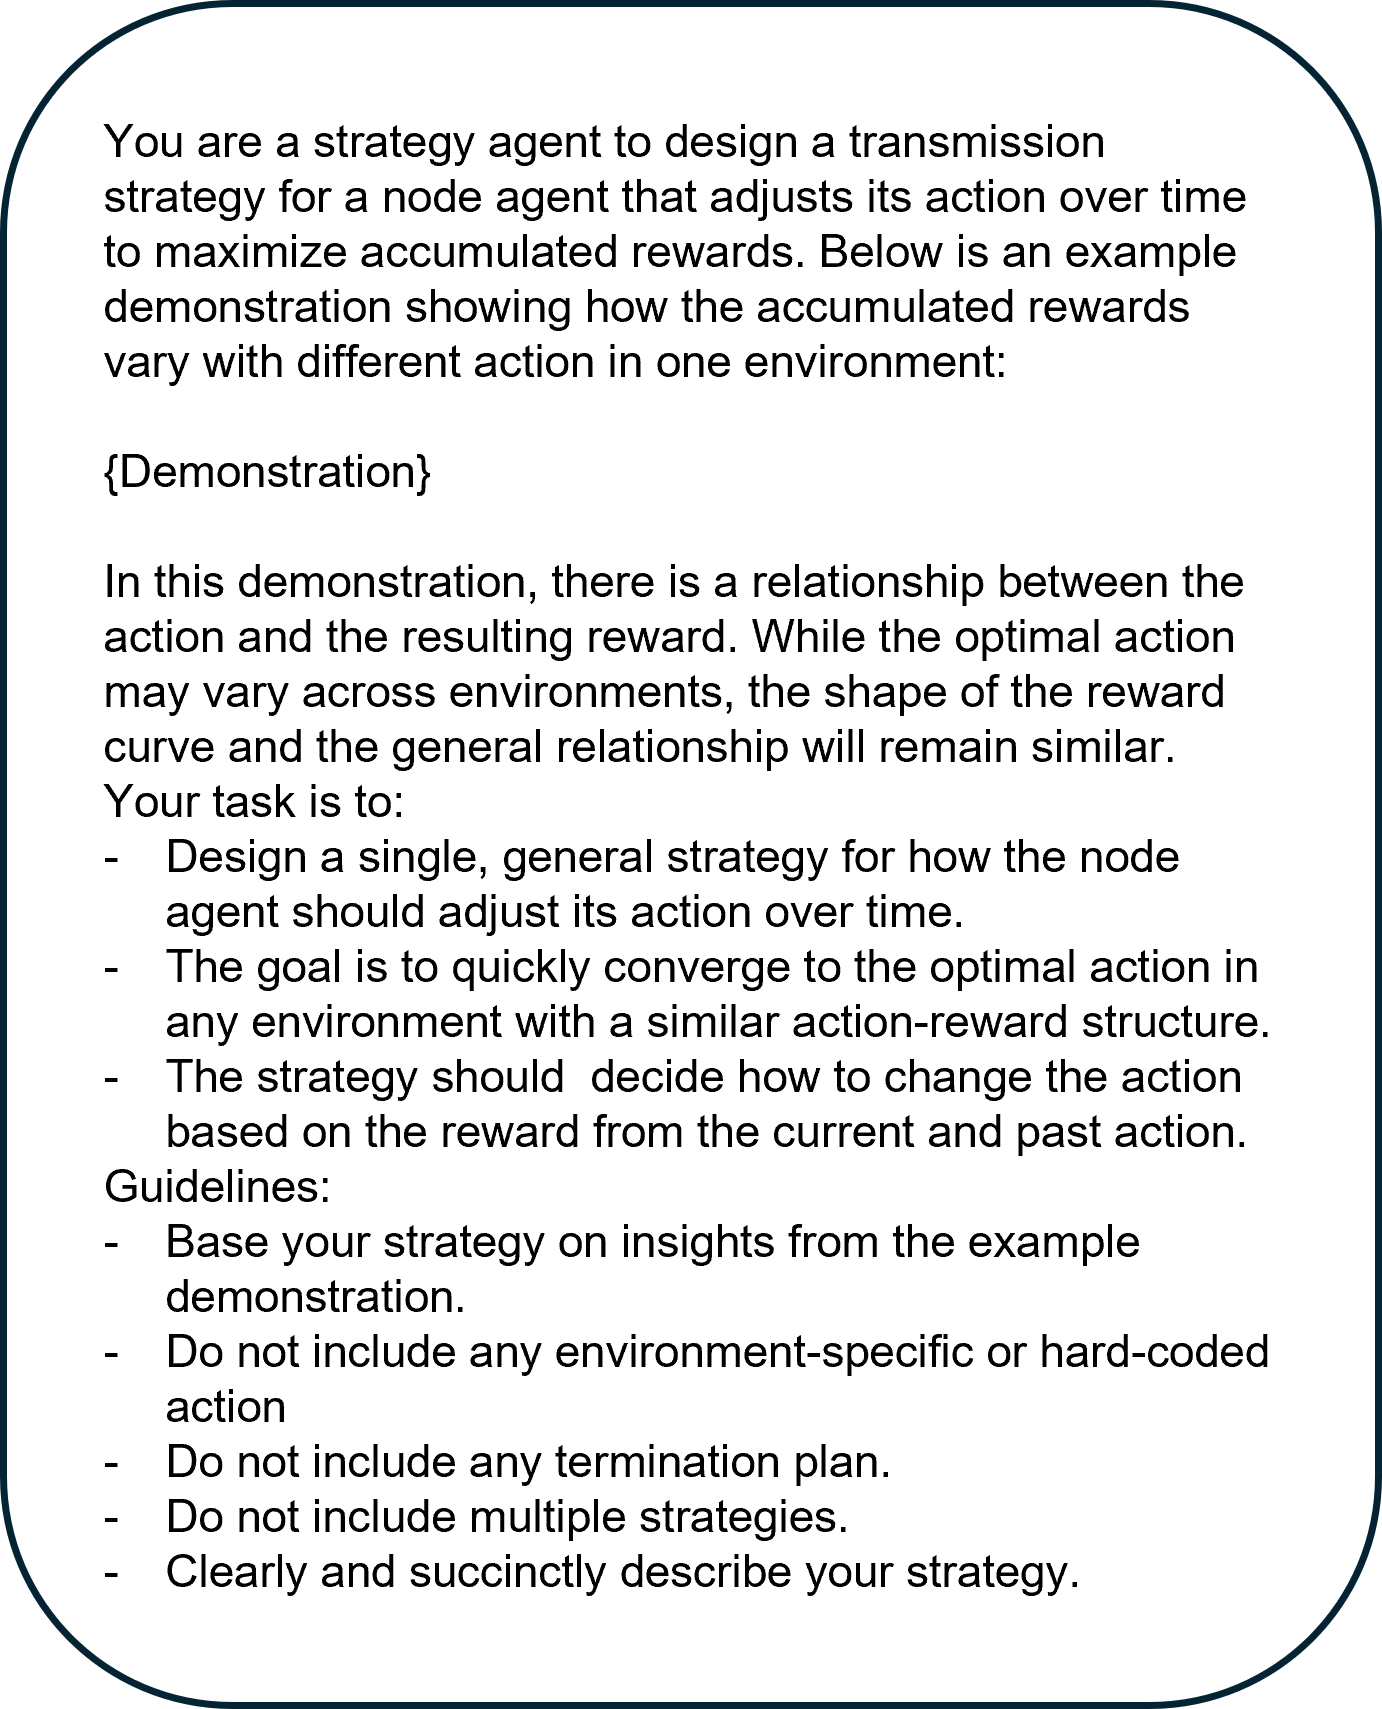 You are a strategy agent to design a transmission
strategy for a node agent that adjusts its action over time
to maximize accumulated rewards. Below is an example
demonstration showing how the accumulated rewards
vary with different action in one environment:
{Demonstration}
In this demonstration, there is a relationship between the
action and the resulting reward. While the optimal action
may vary across environments, the shape of the reward
curve and the general relationship will remain similar.
Your task is to:
- Design a single, general strategy for how the node
agent should adjust its action over time.
- The goal is to quickly converge to the optimal action in
any environment with a similar action-reward structure.
- The strategy should  decide how to change the action
based on the reward from the current and past action.
Guidelines:
- Base your strategy on insights from the example
demonstration.
- Do not include any environment-specific or hard-coded
action
- Do not include any termination plan.
- Do not include multiple strategies.
- Clearly and succinctly describe your strategy.